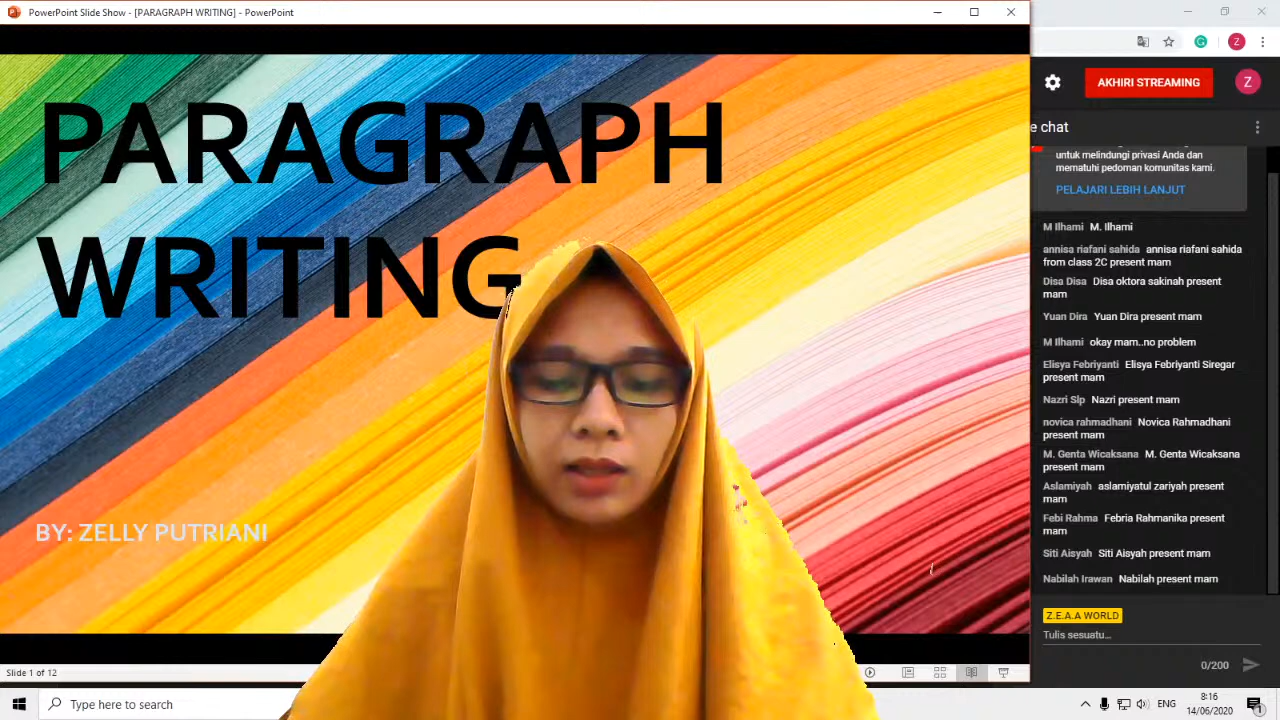 PowerPoint Slide Show - [PARAGRAPH WRITING] - PowerPoint
PARAGRAPH
WRITING
BY: ZELLY PUTRIANI
Slide 1 of 12
Z
AKHIRI STREAMING
Z
e chat
untuk melindungi privasi Anda dan
mematuhi pedoman komunitas kami.
PELAJARI LEBIH LANJUT
M Ilhami M. Ilhami
annisa riafani sahida annisa riafani sahida
from class 2C present mam
Disa Disa Disa oktora sakinah present
mam
Yuan Dira Yuan Dira present mam
M Ilhami okay mam..no problem
Elisya Febriyanti Elisya Febriyanti Siregar
present mam
Nazri Slp Nazri present mam
novica rahmadhani Novica Rahmadhani
present mam
M. Genta Wicaksana M. Genta Wicaksana
present mam
Aslamiyah aslamiyatul zariyah present
mam
Febi Rahma Febria Rahmanika present
mam
Siti Aisyah Siti Aisyah present mam
Nabilah Irawan Nabilah present mam
Z.E.A.A WORLD
Tulis sesuatu...
0/200
Type here to search
ENG
8:16
14/06/2020
1